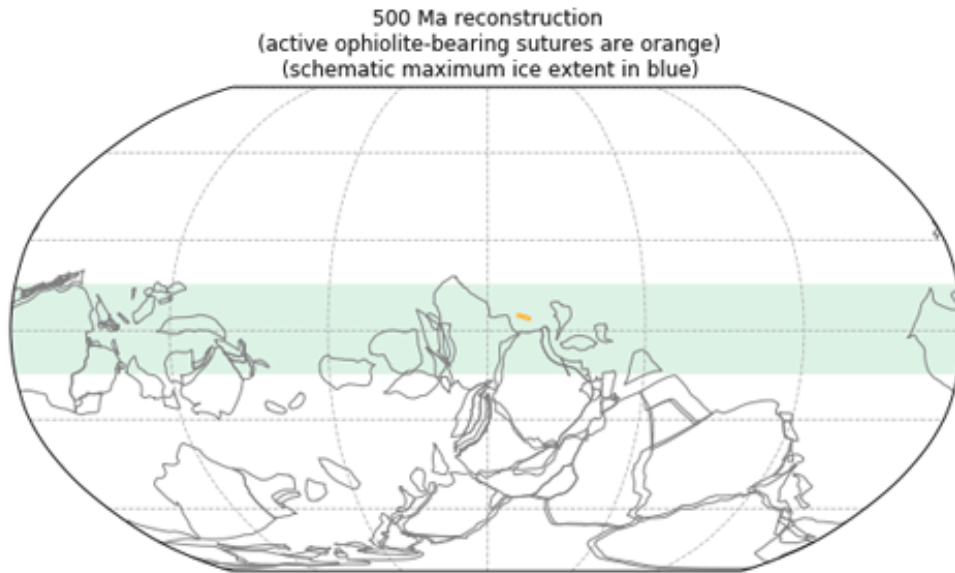 500 Ma reconstruction
(active ophiolite-bearing sutures are orange)
(schematic maximum ice extent in blue)